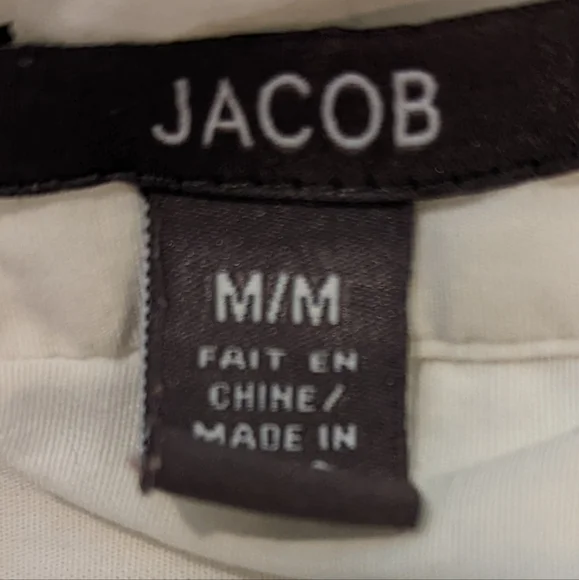 JACOB
M/M
FAIT EN
CHINE/
MADE IN